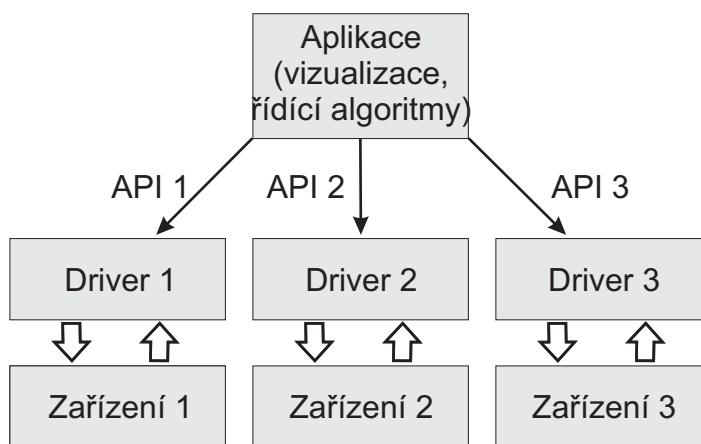 Aplikace
(vizualizace,
řídící algoritmy)
API 1
API 2
API 3
Driver 1
Driver 2
Driver 3
Zařízení 1
Zařízení 2
Zařízení 3